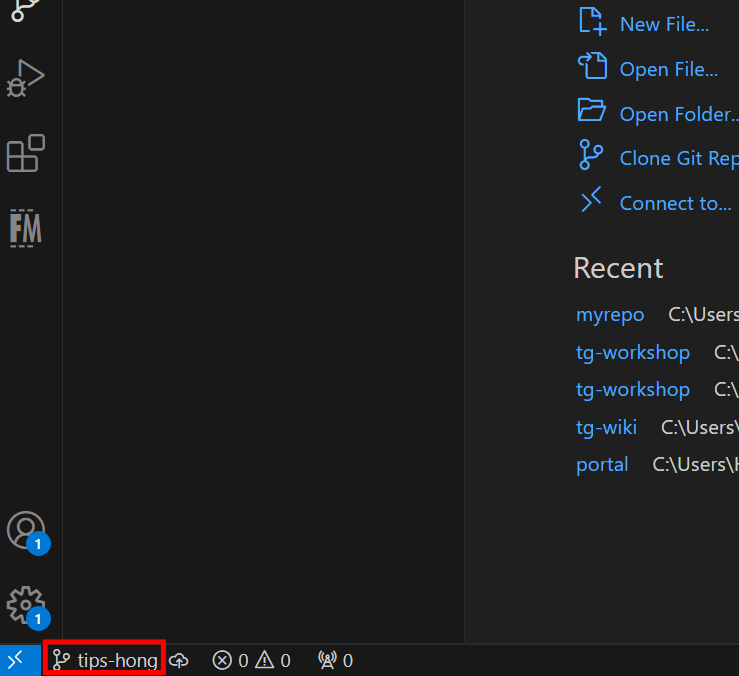 New File...
Open File...
Open Folder..
Clone Git Rep
Connect to...
FM
Recent
myrepo C:\Users
tg-workshop C:\
tg-workshop C:\
tg-wiki C:\Users\
portal C:\Users\H
1
1
tips-hong 0 0 0